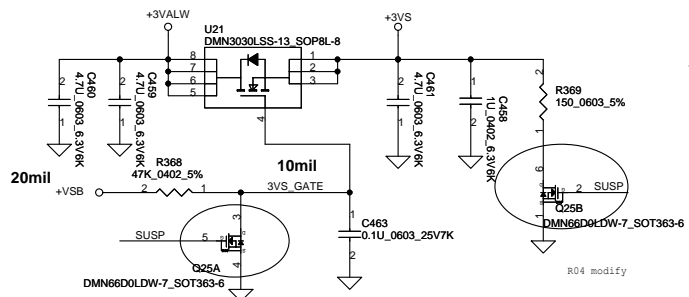 +3VALW
U21
DMN3030LSS-13_SOP8L-8
+3VS
8
7
6
5
1
2
3
4
2
C460
4.7U_0603_6.3V6K
1
2
C459
4.7U_0603_6.3V6K
1
2
C461
4.7U_0603_6.3V6K
1
1
C458
1U_0402_6.3V6K
2
2
R369
150_0603_5%
1
20mil
+VSB
R368
47K_0402_5%
2
1
10mil
3VS_GATE
6
2
SUSP
1
Q25B
DMN66D0LDW-7_SOT363-6
SUSP
5
3
4
Q25A
DMN66D0LDW-7_SOT363-6
1
C463
0.1U_0603_25V7K
2
R04 modify